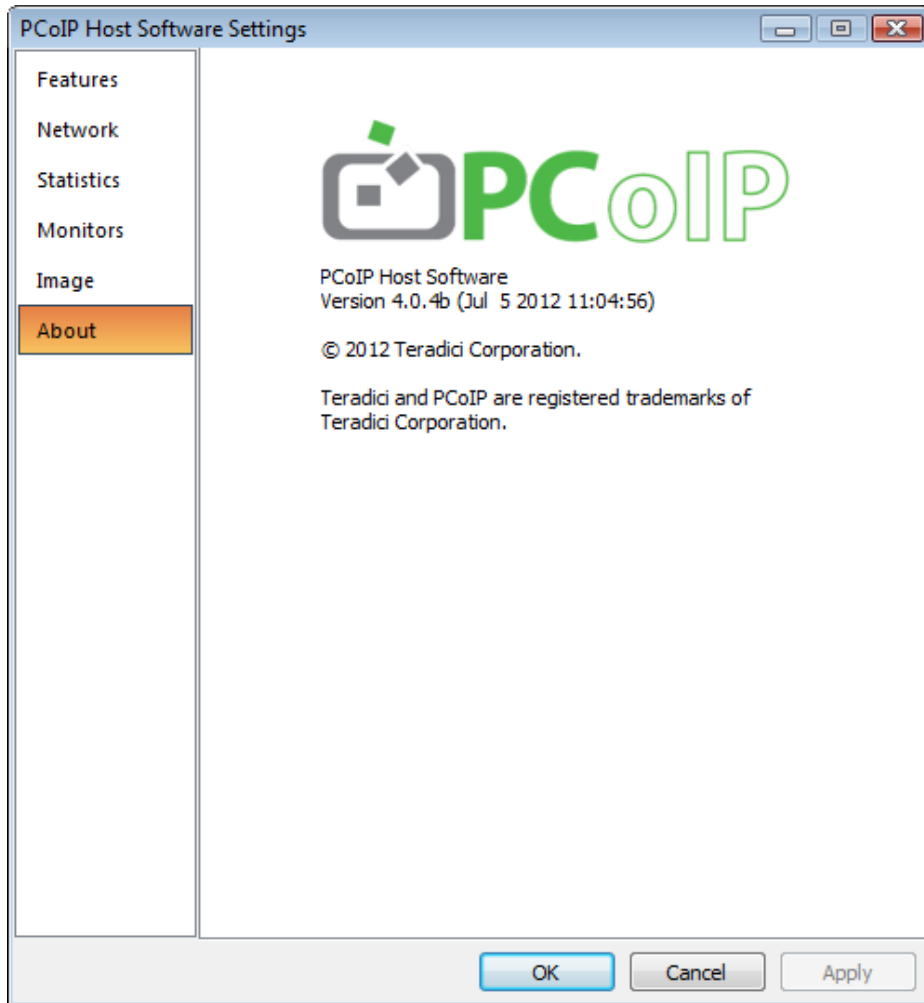 PCoIP Host Software Settings
Features
Network
Statistics
Monitors
Image
About
PCoIP
PCoIP Host Software
Version 4.0.4b (Jul  5 2012 11:04:56)
© 2012 Teradici Corporation.
Teradici and PCoIP are registered trademarks of
Teradici Corporation.
OK
Cancel
Apply